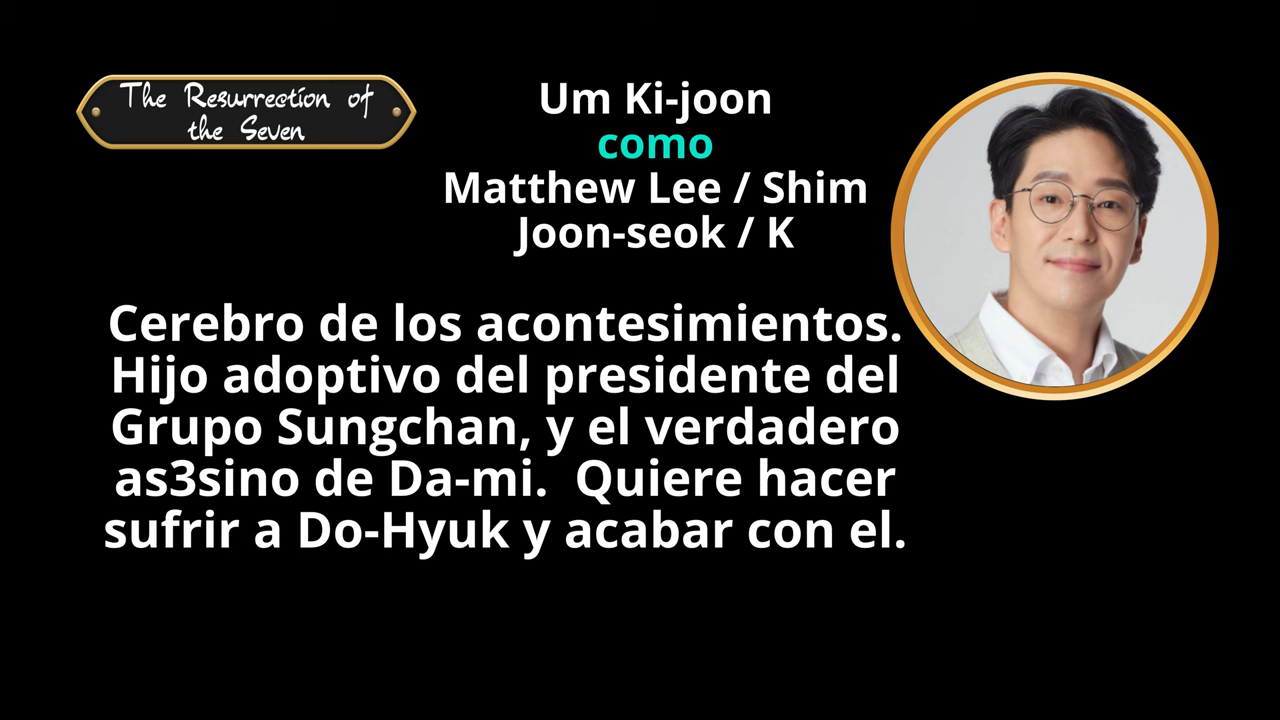 The Resurrection of
the Seven
Um Ki-joon
como
Matthew Lee / Shim
Joon-seok / K
Cerebro de los acontesimientos.
Hijo adoptivo del presidente del
Grupo Sungchan, y el verdadero
as3sino de Da-mi.  Quiere hacer
sufrir a Do-Hyuk y acabar con el.